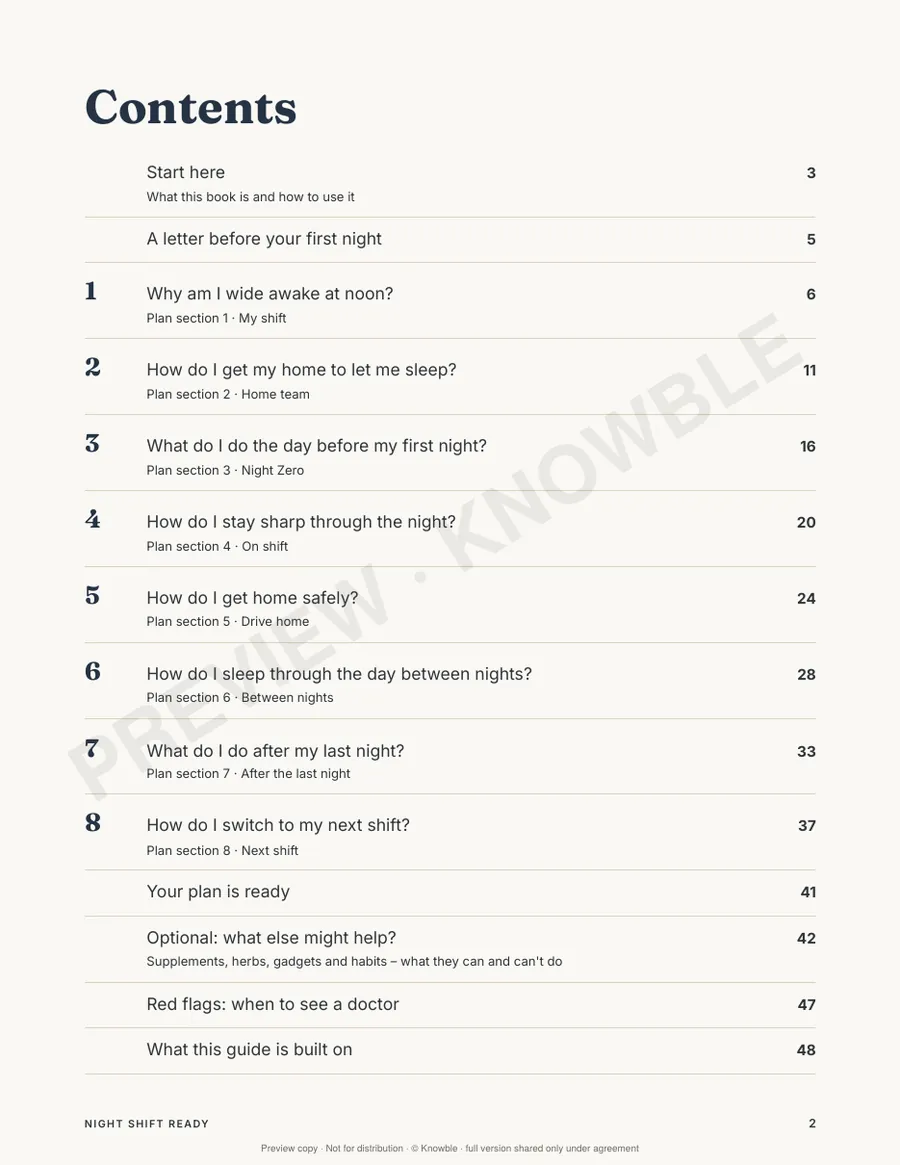 Contents
Start here 3
What this book is and how to use it
A letter before your first night 5
1 Why am I wide awake at noon? 6
Plan section 1 · My shift
2 How do I get my home to let me sleep? 11
Plan section 2 · Home team
3 What do I do the day before my first night? 16
Plan section 3 · Night Zero
4 How do I stay sharp through the night? 20
Plan section 4 · On shift
5 How do I get home safely? 24
Plan section 5 · Drive home
6 How do I sleep through the day between nights? 28
Plan section 6 · Between nights
7 What do I do after my last night? 33
Plan section 7 · After the last night
8 How do I switch to my next shift? 37
Plan section 8 · Next shift
Your plan is ready 41
Optional: what else might help? 42
Supplements, herbs, gadgets and habits – what they can and can't do
Red flags: when to see a doctor 47
What this guide is built on 48
PREVIEW · KNOWBLE
NIGHT SHIFT READY 2
Preview copy · Not for distribution · © Knowble · full version shared only under agreement